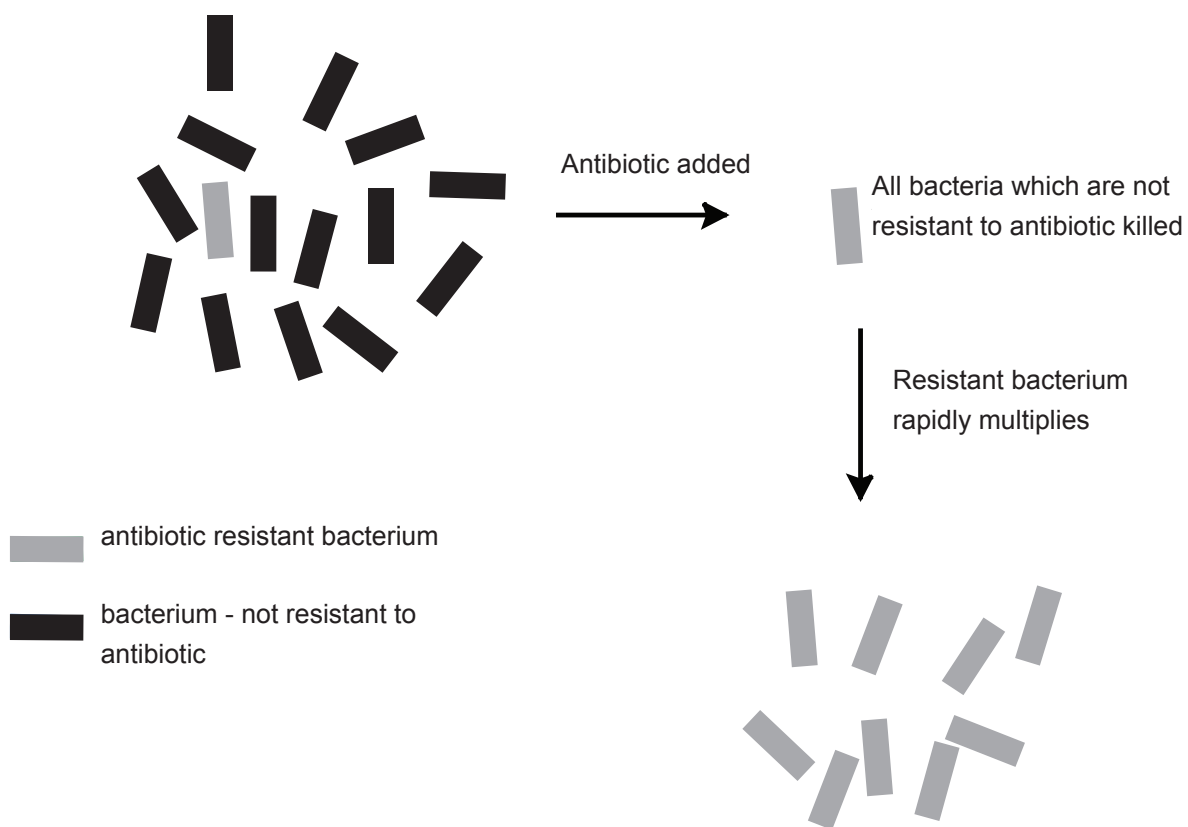 Antibiotic added
All bacteria which are not
resistant to antibiotic killed
Resistant bacterium
rapidly multiplies
antibiotic resistant bacterium
bacterium - not resistant to
antibiotic